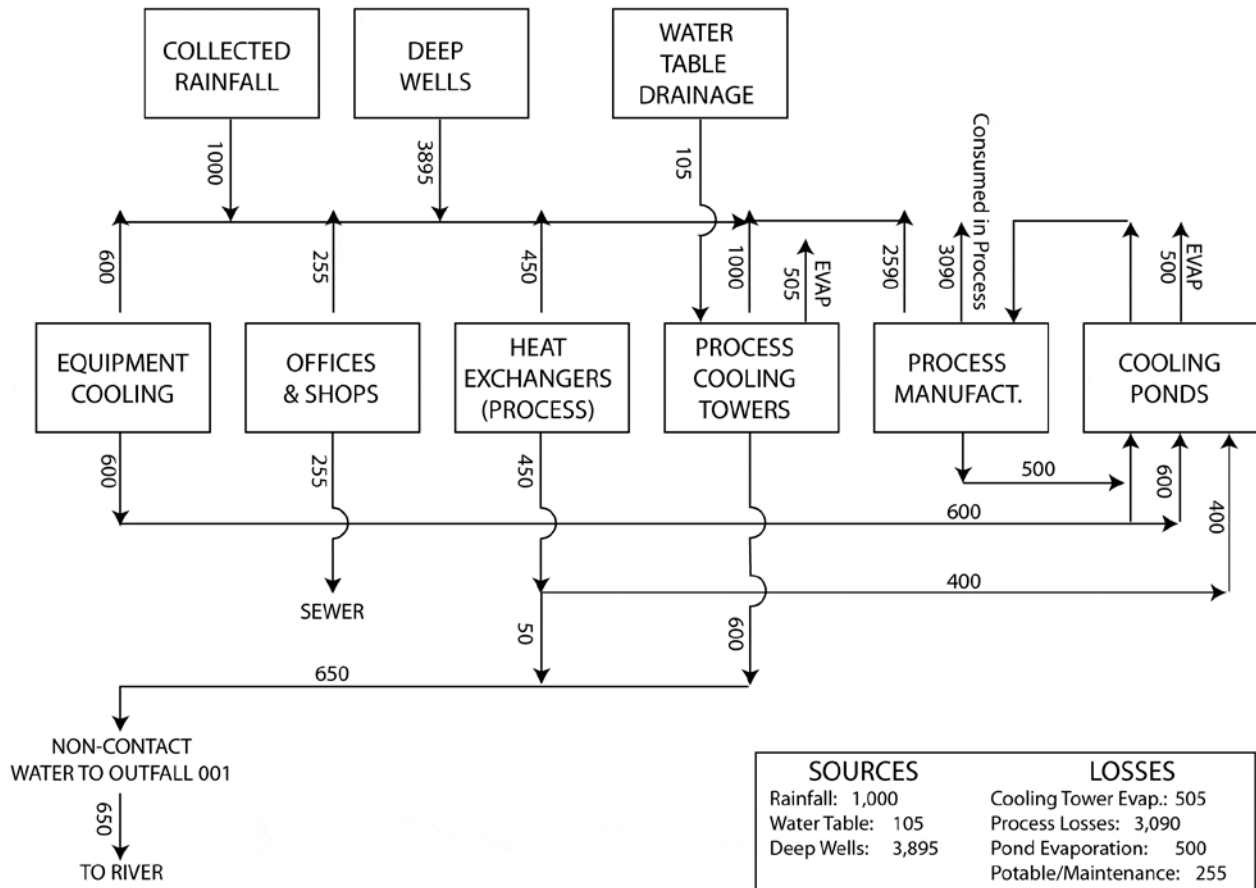 COLLECTED
RAINFALL
DEEP
WELLS
WATER
TABLE
DRAINAGE
1000
3895
105
Consumed in Process
600
255
450
1000
505
EVAP
2590
3090
500
EVAP
EQUIPMENT
COOLING
OFFICES
& SHOPS
HEAT
EXCHANGERS
(PROCESS)
PROCESS
COOLING
TOWERS
PROCESS
MANUFACT.
COOLING
PONDS
600
255
450
500
600
400
600
400
SEWER
50
600
650
NON-CONTACT
WATER TO OUTFALL 001
650
TO RIVER
SOURCES
Rainfall: 1,000
Water Table: 105
Deep Wells: 3,895
LOSSES
Cooling Tower Evap.: 505
Process Losses: 3,090
Pond Evaporation: 500
Potable/Maintenance: 255